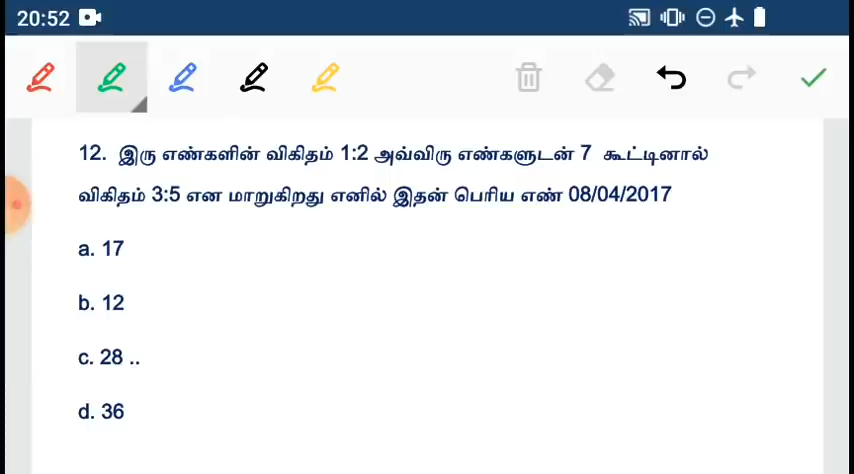 20:52
12. இரு எண்களின் விகிதம் 1:2 அவ்விரு எண்களுடன் 7 கூட்டினால்
விகிதம் 3:5 என மாறுகிறது எனில் இதன் பெரிய எண் 08/04/2017
a. 17
b. 12
c. 28 ..
d. 36